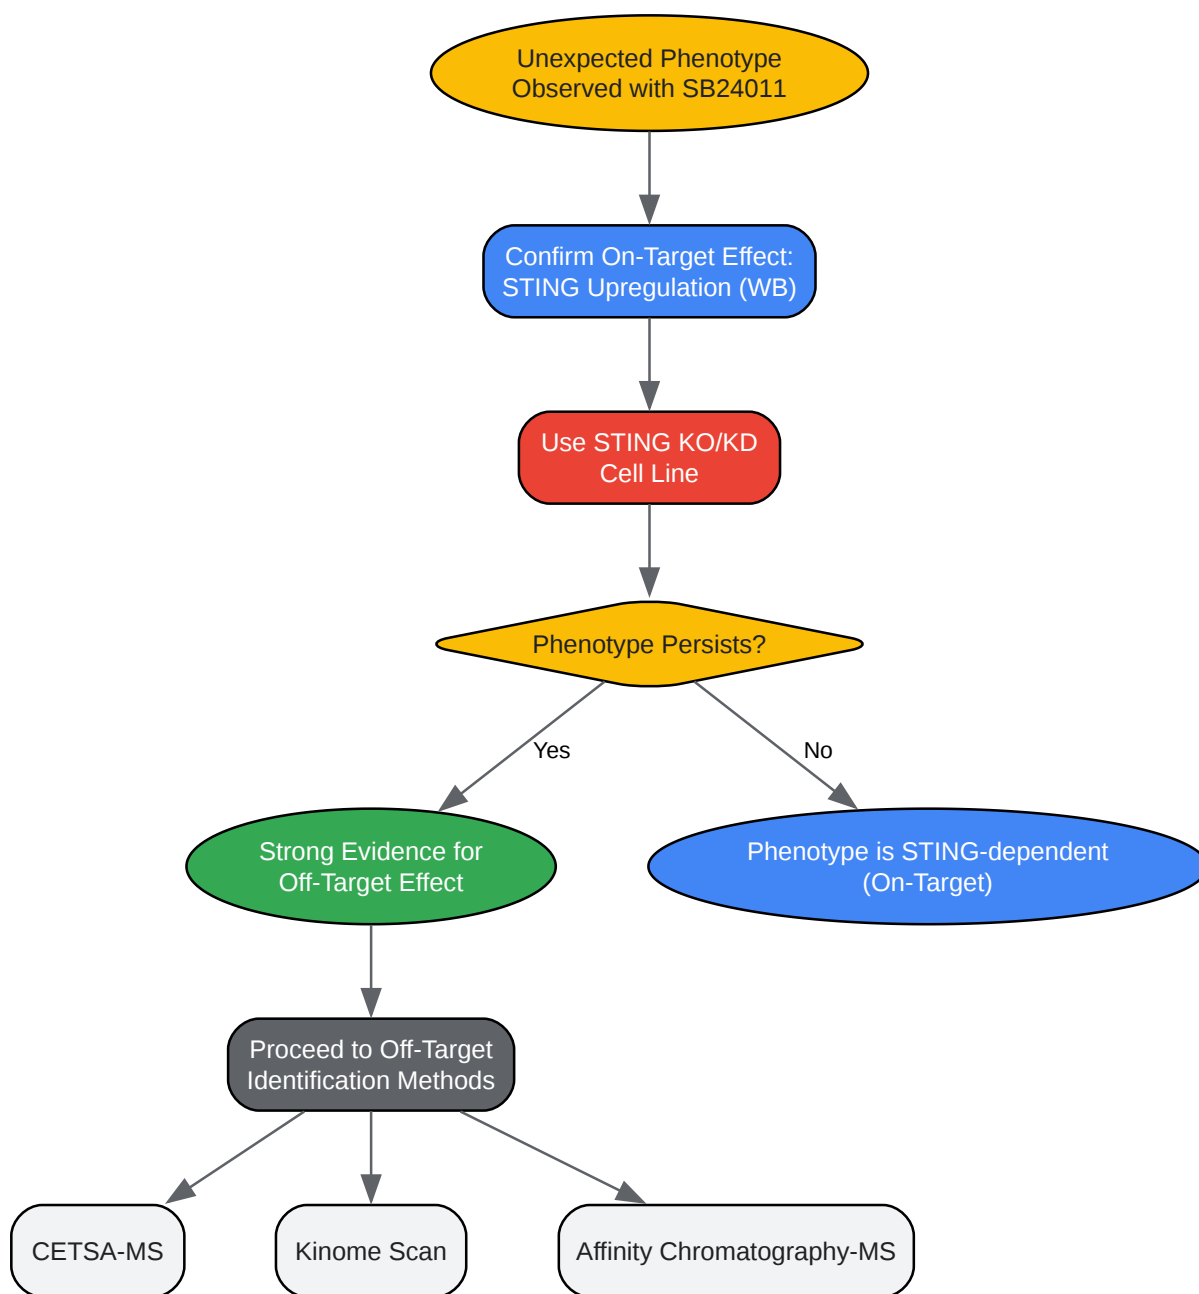 Unexpected Phenotype
Observed with SB24011
Confirm On-Target Effect:
STING Upregulation (WB)
Use STING KO/KD
Cell Line
Phenotype Persists?
Yes
No
Strong Evidence for
Off-Target Effect
Phenotype is STING-dependent
(On-Target)
Proceed to Off-Target
Identification Methods
CETSA-MS
Kinome Scan
Affinity Chromatography-MS